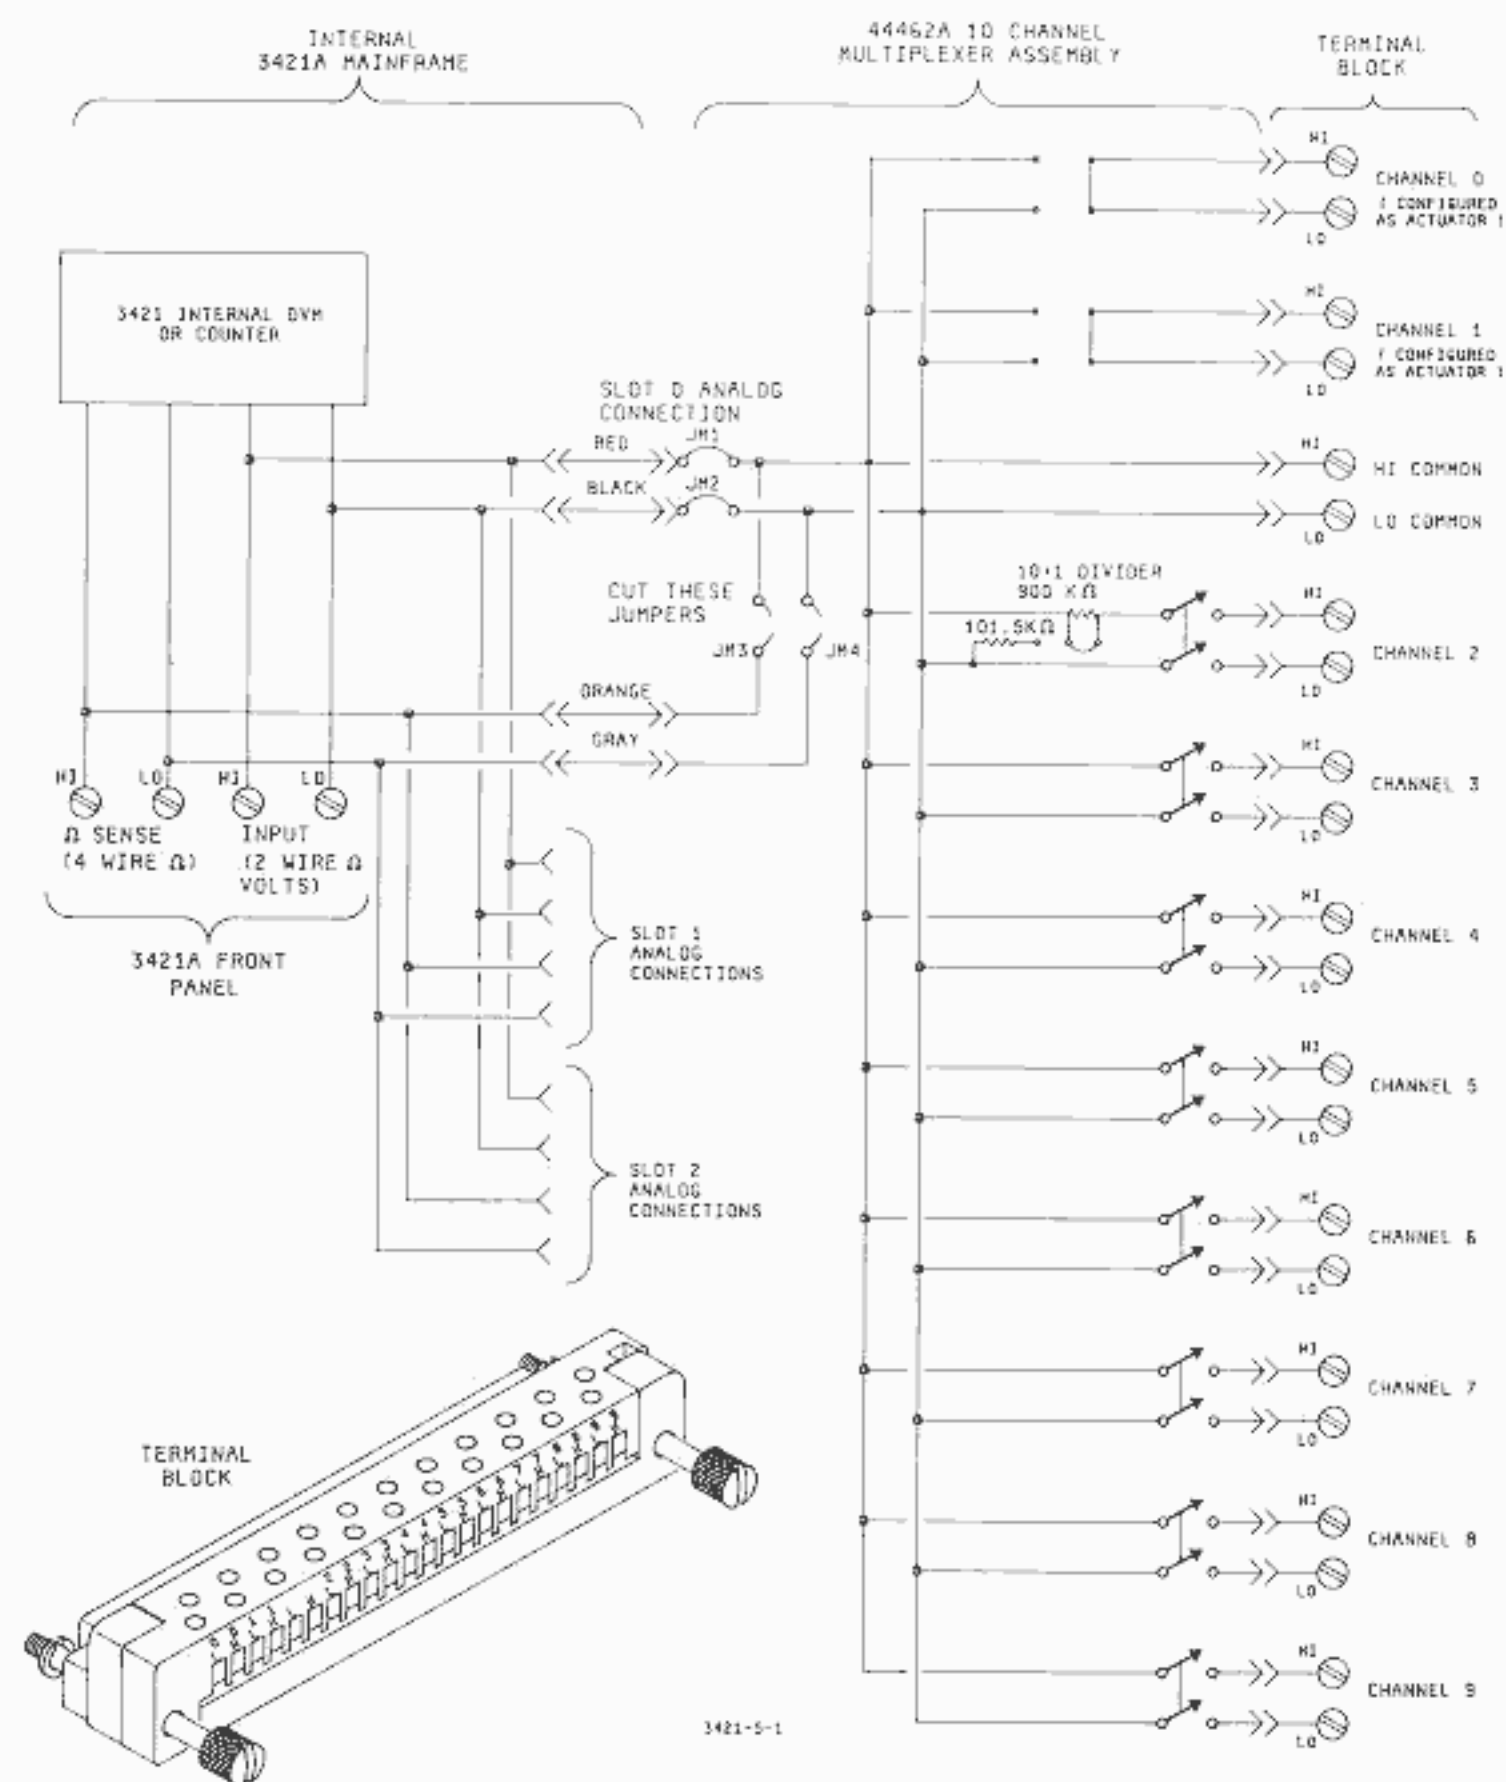 INTERNAL
3421A MAINFRAME
44462A 10 CHANNEL
MULTIPLEXER ASSEMBLY
TERMINAL
BLOCK
HI
CHANNEL 0
( CONFIGURED
AS ACTUATOR )
LO
3421 INTERNAL DVM
OR COUNTER
HI
CHANNEL 1
( CONFIGURED
AS ACTUATOR )
LO
SLOT 0 ANALOG
CONNECTION
RED
JM1
HI
HI COMMON
BLACK
JM2
LO COMMON
LO
10:1 DIVIDER
900 KΩ
101.5KΩ
CUT THESE
JUMPERS
JM3
JM4
HI
CHANNEL 2
LO
ORANGE
GRAY
HI
LO
HI
LO
Ω SENSE
(4 WIRE Ω)
INPUT
(2 WIRE Ω
VOLTS)
3421A FRONT
PANEL
HI
CHANNEL 3
LO
SLOT 1
ANALOG
CONNECTIONS
HI
CHANNEL 4
LO
HI
CHANNEL 5
LO
SLOT 2
ANALOG
CONNECTIONS
HI
CHANNEL 6
LO
HI
CHANNEL 7
LO
TERMINAL
BLOCK
HI
CHANNEL 8
LO
HI
CHANNEL 9
LO
3421-5-1